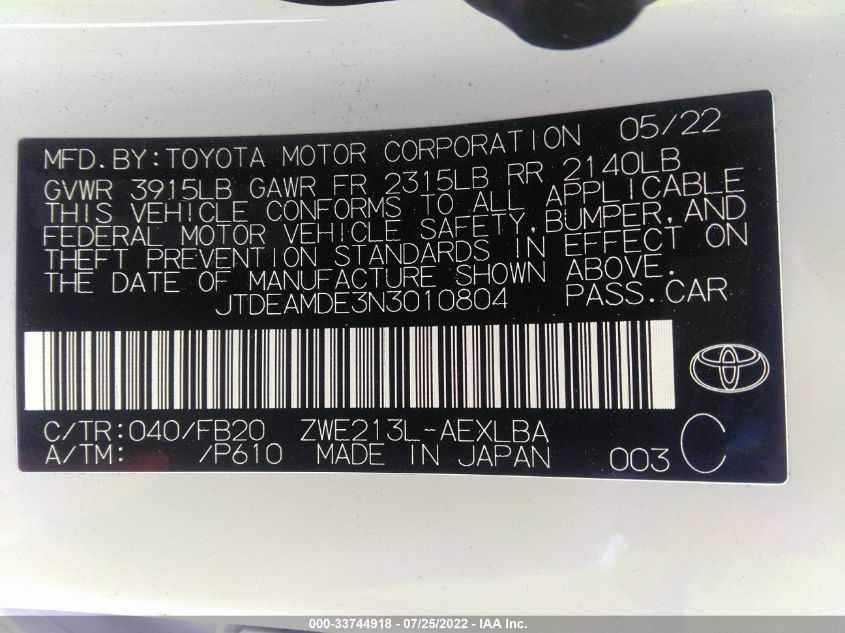 MFD.BY:TOYOTA MOTOR CORPORATION 05/22
GVWR 3915LB GAWR FR 2315LB RR 2140LB
THIS VEHICLE CONFORMS TO ALL APPLICABLE
FEDERAL MOTOR VEHICLE SAFETY,BUMPER,AND
THEFT PREVENTION STANDARDS IN EFFECT ON
THE DATE OF MANUFACTURE SHOWN ABOVE.
JTDEAMDE3N3010804 PASS.CAR
C/TR:040/FB20 ZWE213L-AEXLBA
A/TM: /P610 MADE IN JAPAN 003 C
000-33744918 - 07/25/2022 - IAA Inc.